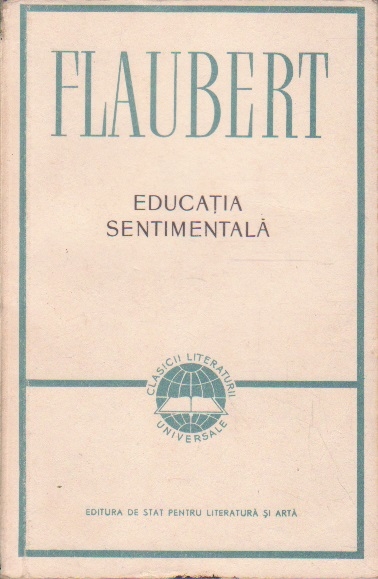 FLAUBERT
EDUCAȚIA
SENTIMENTALĂ
CLASICII LITERATURII
UNIVERSALE
EDITURA DE STAT PENTRU LITERATURĂ ȘI ARTĂ